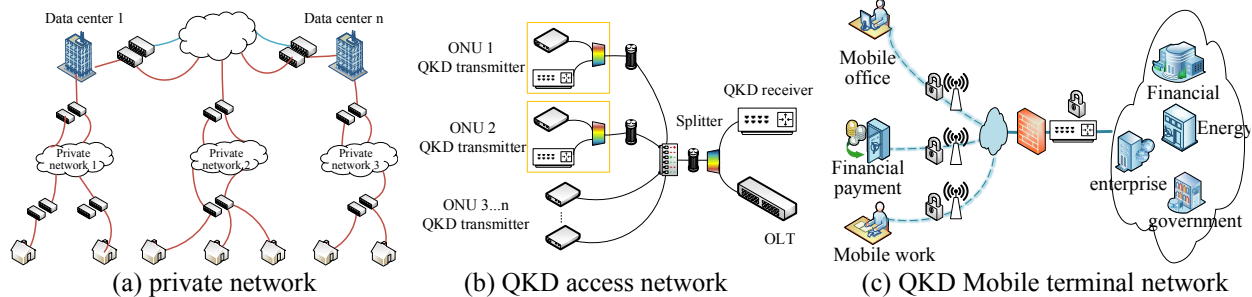 Data center 1
Data center n
Private
network 1
Private
network 2
Private
network 3
(a) private network
ONU 1
QKD transmitter
ONU 2
QKD transmitter
ONU 3...n
QKD transmitter
Splitter
QKD receiver
OLT
(b) QKD access network
Mobile
office
Financial
payment
Mobile work
Financial
Energy
enterprise
government
(c) QKD Mobile terminal network